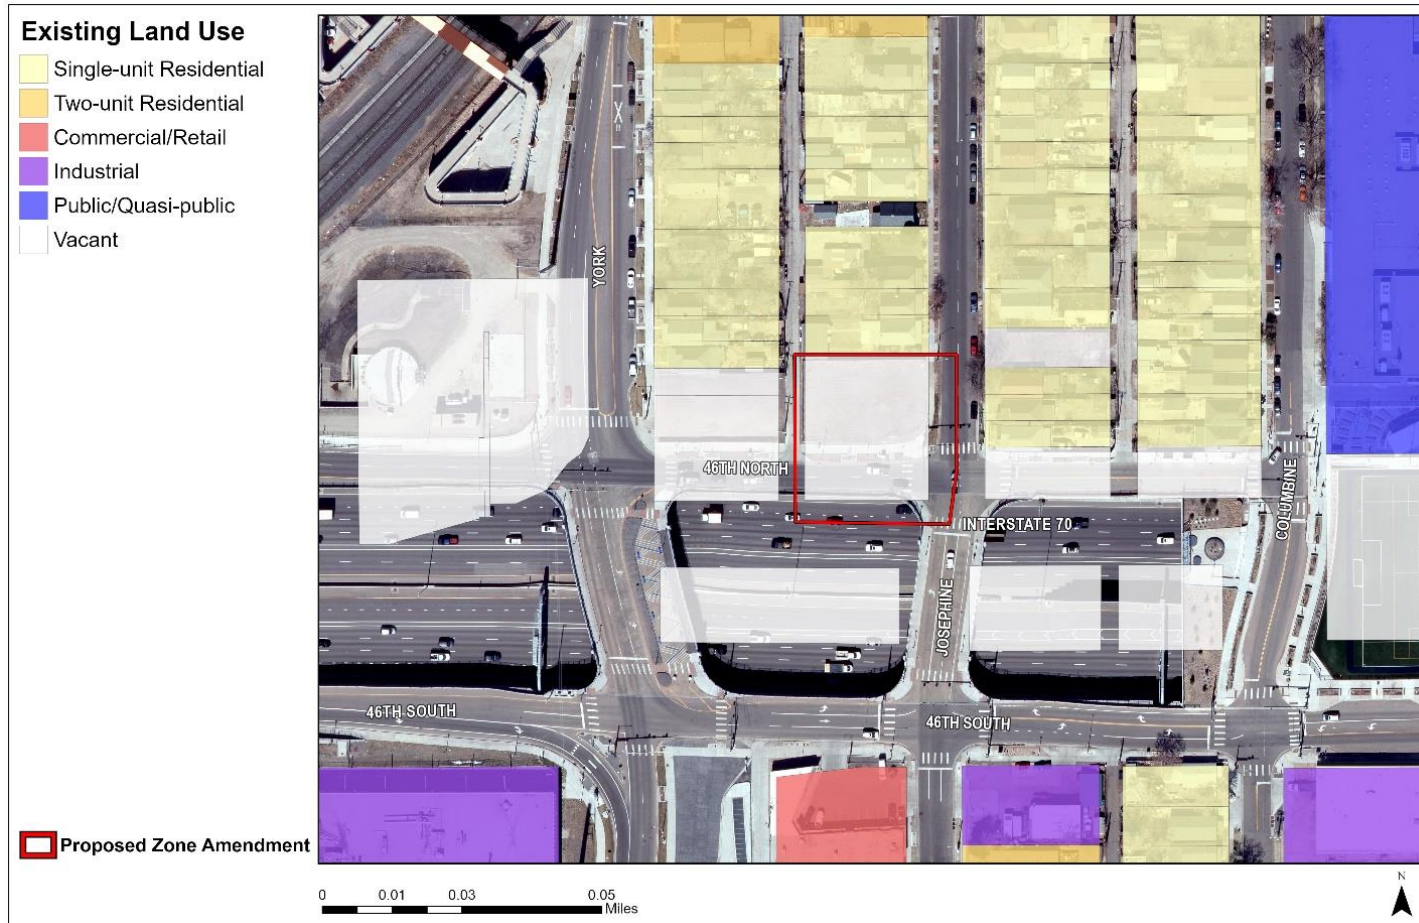 Existing Land Use
Single-unit Residential
Two-unit Residential
Commercial/Retail
Industrial
Public/Quasi-public
Vacant
YORK
46TH NORTH
INTERSTATE 70
COLUMBINE
JOSEPHINE
46TH SOUTH
46TH SOUTH
Proposed Zone Amendment
0 0.01 0.03 0.05
Miles
N